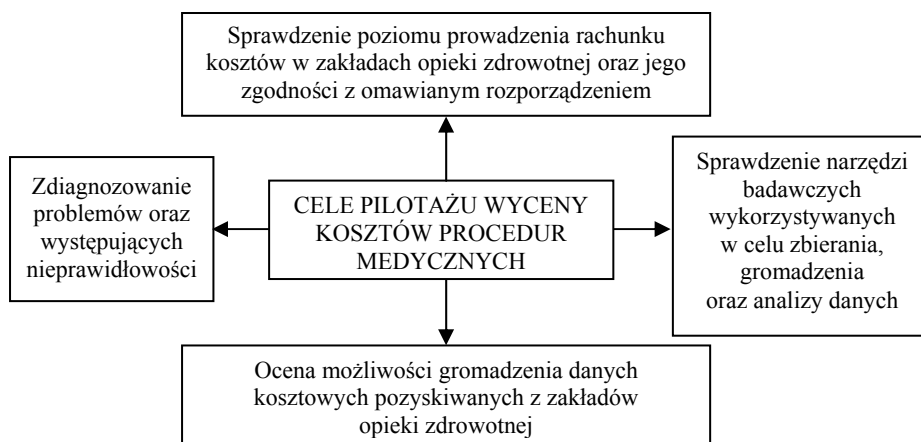 Sprawdzenie poziomu prowadzenia rachunku
kosztów w zakładach opieki zdrowotnej oraz jego
zgodności z omawianym rozporządzeniem
Zdiagnozowanie
problemów oraz
występujących
nieprawidłowości
CELE PILOTAŻU WYCENY
KOSZTÓW PROCEDUR
MEDYCZNYCH
Sprawdzenie narzędzi
badawczych
wykorzystywanych
w celu zbierania,
gromadzenia
oraz analizy danych
Ocena możliwości gromadzenia danych
kosztowych pozyskiwanych z zakładów
opieki zdrowotnej